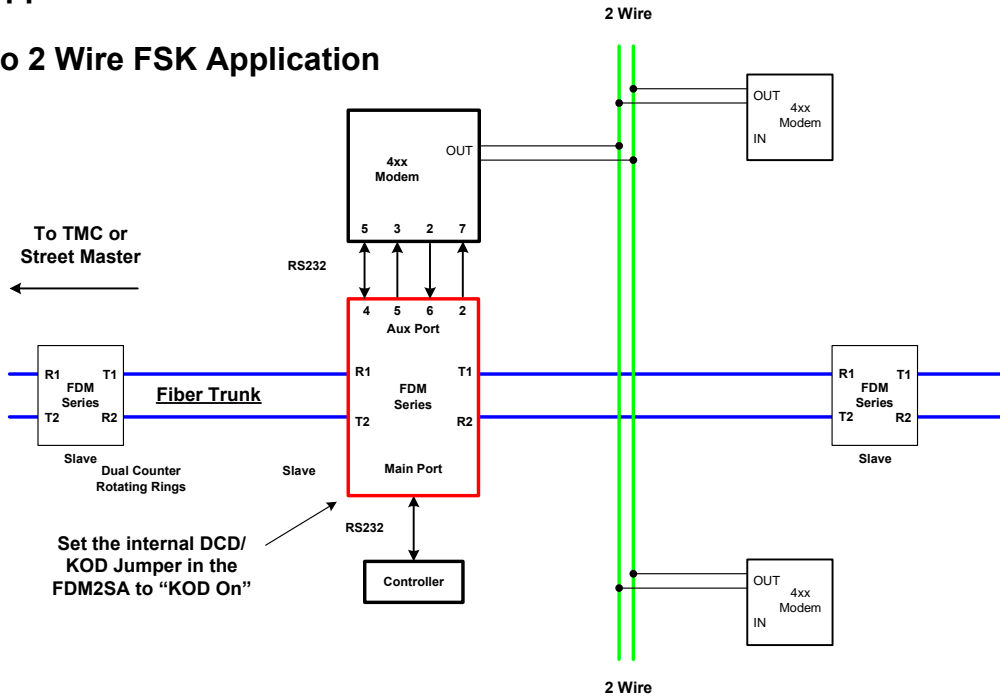 2 Wire
o 2 Wire FSK Application
OUT
4xx
Modem
IN
OUT
4xx
Modem
5 3 2 7
To TMC or
Street Master
RS232
4 5 6 2
Aux Port
R1 T1
FDM
Series
T2 R2
Fiber Trunk
R1 T1
FDM
Series
T2 R2
R1 T1
FDM
Series
T2 R2
Slave
Dual Counter
Rotating Rings
Slave
Main Port
Slave
RS232
Set the internal DCD/
KOD Jumper in the
FDM2SA to “KOD On”
Controller
OUT
4xx
Modem
IN
2 Wire